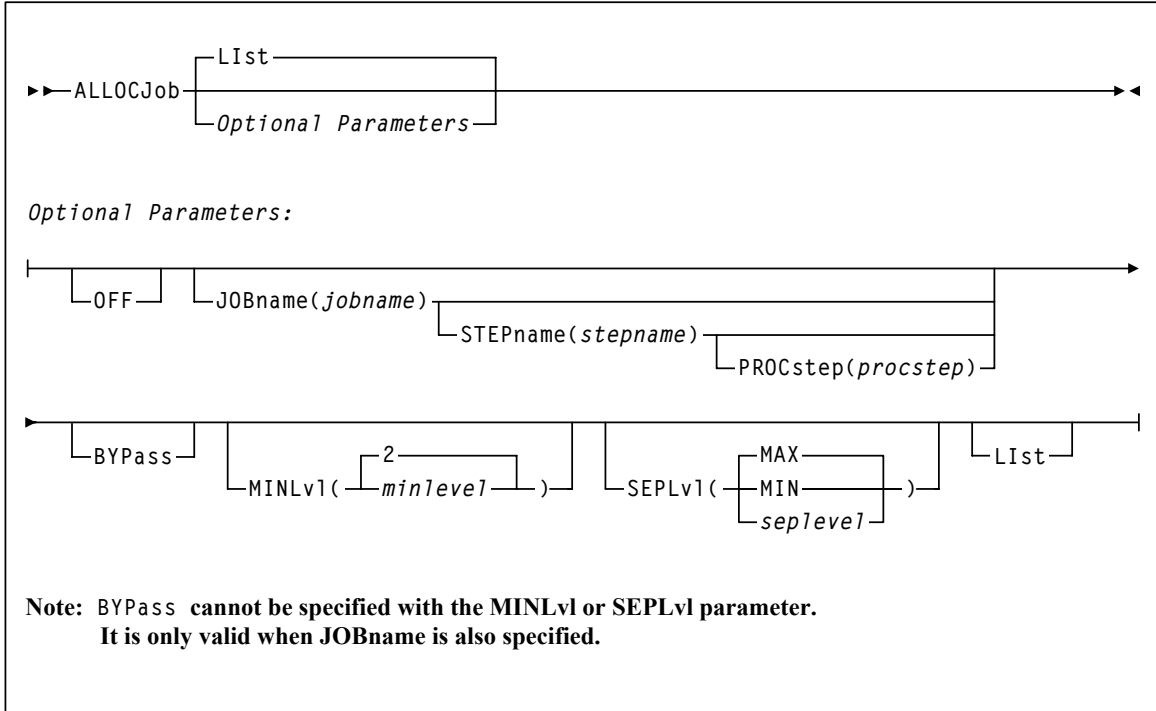 LIst
ALLOCJob
Optional Parameters
Optional Parameters:
OFF JOBname(jobname)
STEPname(stepname)
PROCstep(procstep)
2 MAX
BYPass LIst
MINLvl( minlevel ) SEPLvl( MIN )
seplevel
Note: BYPass cannot be specified with the MINLvl or SEPLvl parameter.
It is only valid when JOBname is also specified.